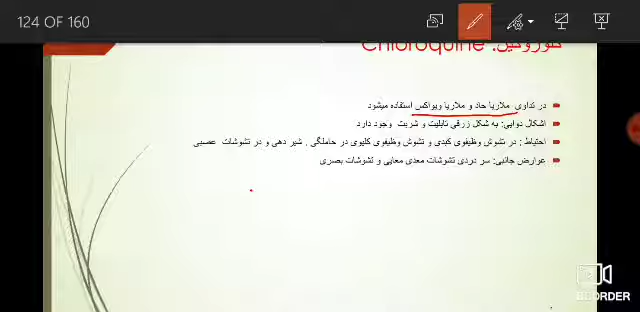 124 OF 160
کلوروکین: Chloroquine
در تداوی ملاریا حاد و ملاریا ویواکس استفاده میشود
اشکال دوایی: به شکل زرقی تابلیت و شربت وجود دارد
احتیاط : در تشوش وظیفوی کبدی و تشوش وظیفوی کلیوی در حاملگی , شیر دهی و در تشوشات عصبی
عوارض جانبی: سر دردی تشوشات معدی معایی و تشوشات بصری